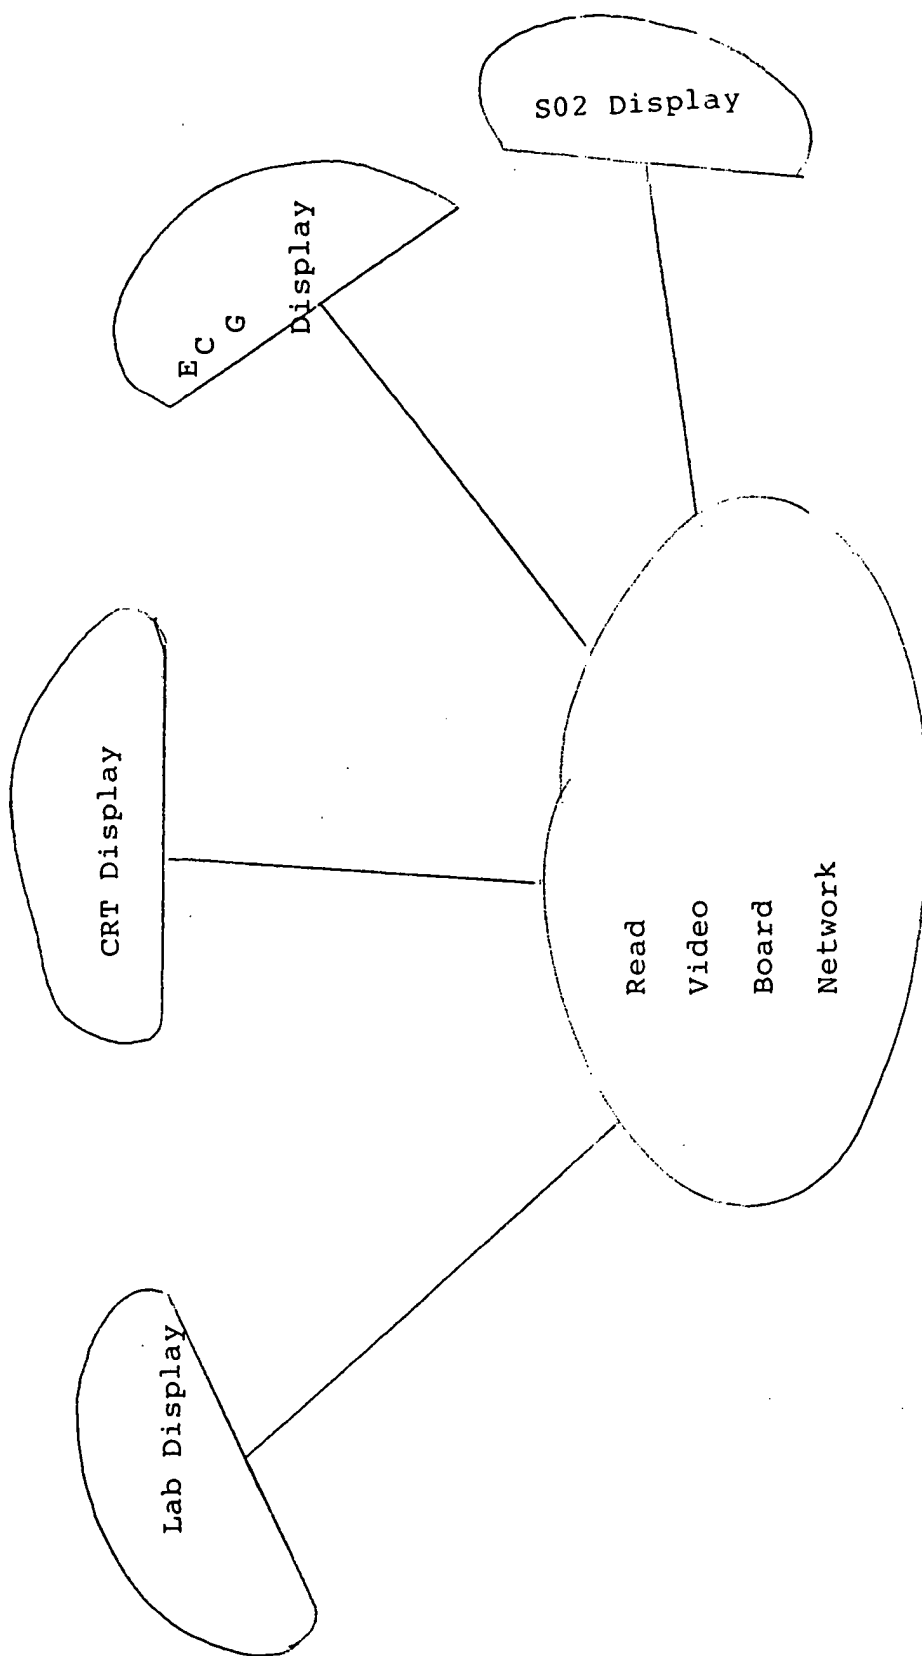 Lab Display
CRT Display
E C G
Display
S02 Display
Read
Video
Board
Network